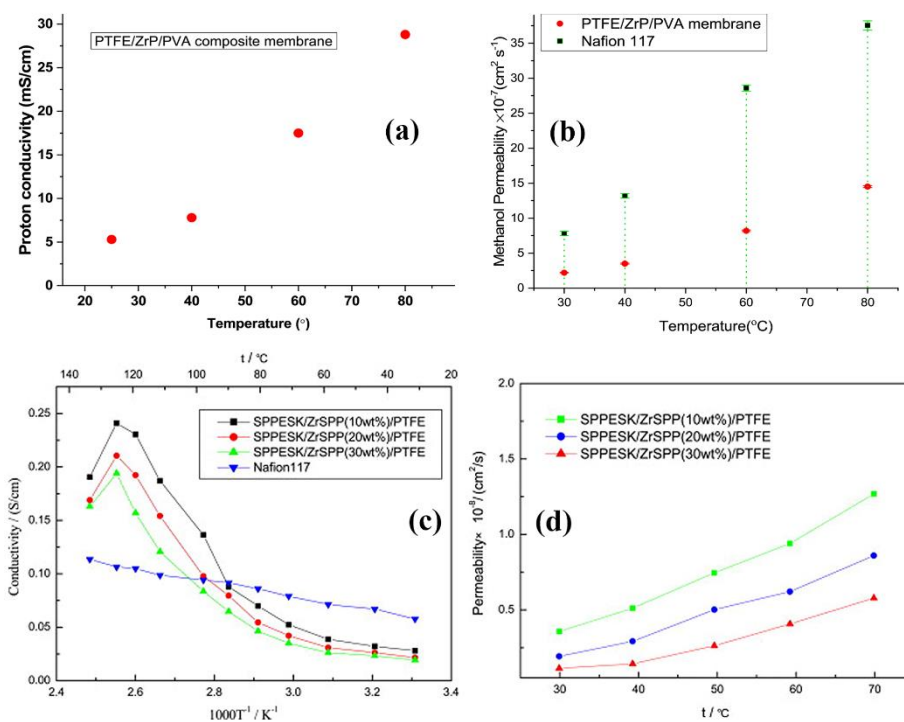 PTFE/ZrP/PVA composite membrane
(a)
Proton conducivity (mS/cm)
30
25
20
15
10
5
0
20 30 40 50 60 70 80
Temperature (°)
PTFE/ZrP/PVA membrane
Nafion 117
(b)
Methanol Permeability ×10⁻⁷(cm² s⁻¹)
35
30
25
20
15
10
5
0
30 40 50 60 70 80
Temperature(°C)
t / °C
140 120 100 80 60 40 20
SPPESK/ZrSPP(10wt%)/PTFE
SPPESK/ZrSPP(20wt%)/PTFE
SPPESK/ZrSPP(30wt%)/PTFE
Nafion117
(c)
Conductivity / (S/cm)
0.25
0.20
0.15
0.10
0.05
0.00
2.4 2.6 2.8 3.0 3.2 3.4
1000T⁻¹ / K⁻¹
SPPESK/ZrSPP(10wt%)/PTFE
SPPESK/ZrSPP(20wt%)/PTFE
SPPESK/ZrSPP(30wt%)/PTFE
(d)
Permeability× 10⁻⁸/(cm²/s)
2.0
1.5
1.0
0.5
30 40 50 60 70
t / °C